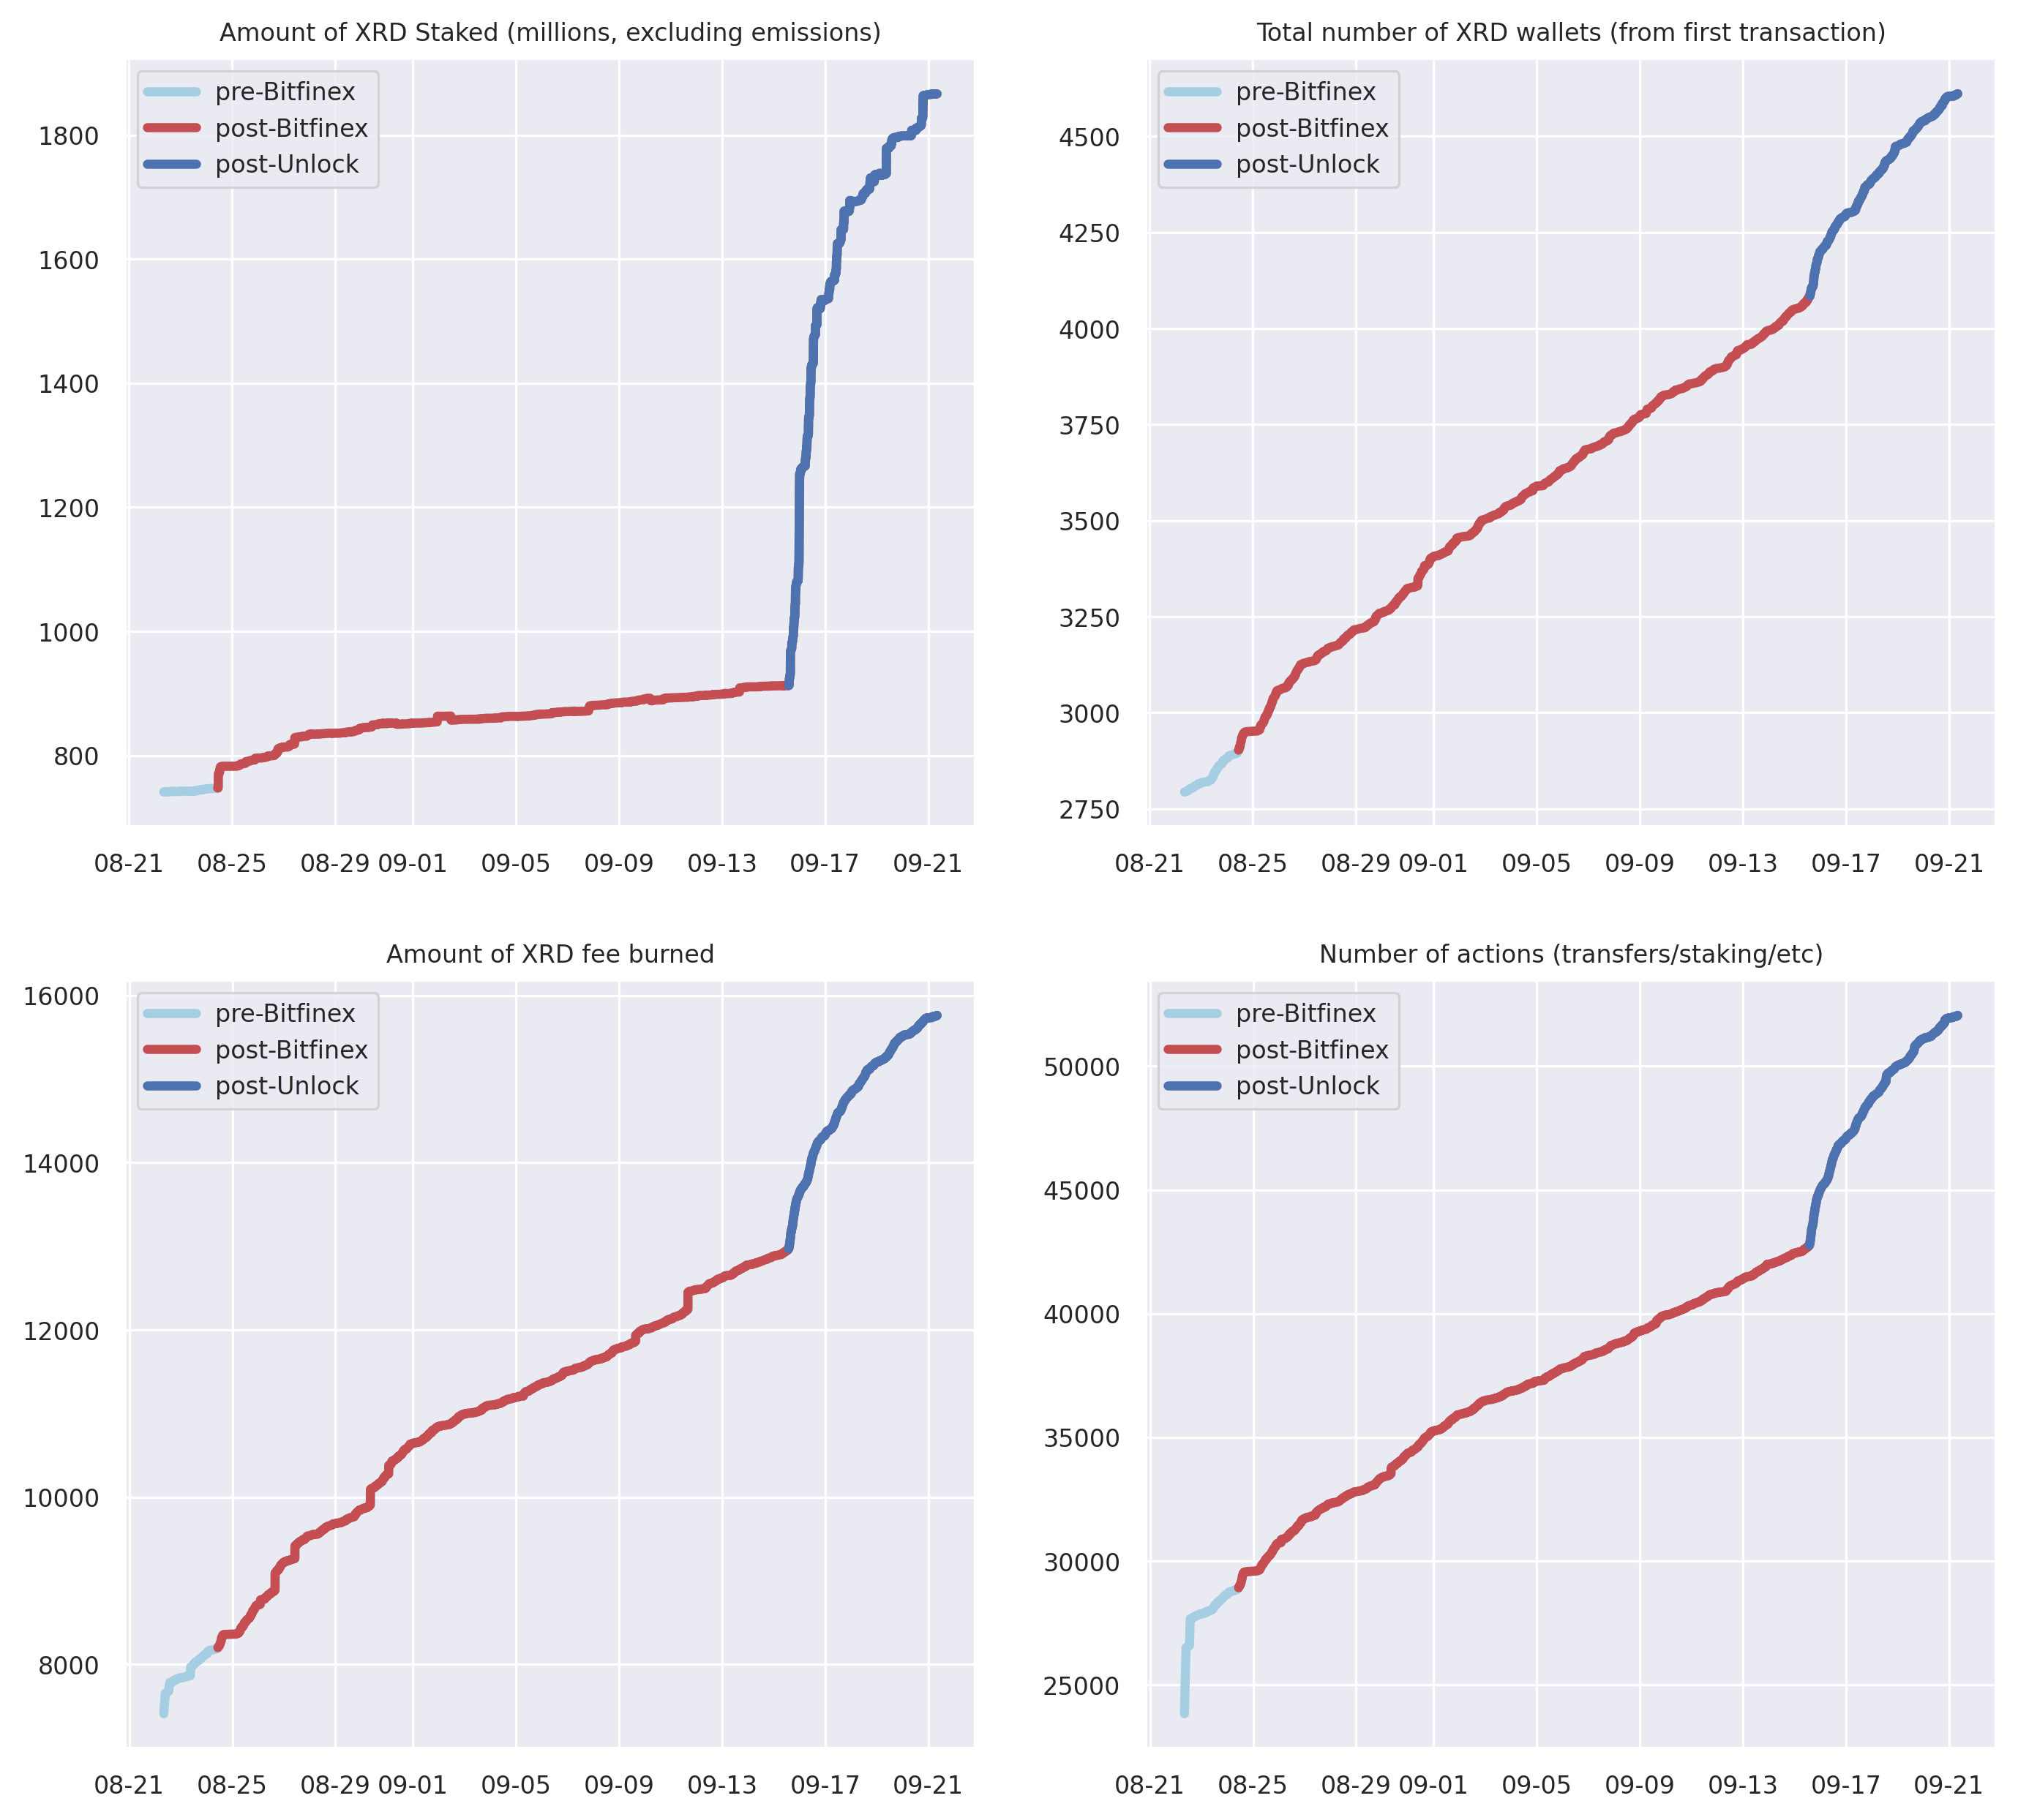 Amount of XRD Staked (millions, excluding emissions)
pre-Bitfinex
post-Bitfinex
post-Unlock
1800
1600
1400
1200
1000
800
08-21 08-25 08-29 09-01 09-05 09-09 09-13 09-17 09-21
Total number of XRD wallets (from first transaction)
pre-Bitfinex
post-Bitfinex
post-Unlock
4500
4250
4000
3750
3500
3250
3000
2750
08-21 08-25 08-29 09-01 09-05 09-09 09-13 09-17 09-21
Amount of XRD fee burned
pre-Bitfinex
post-Bitfinex
post-Unlock
16000
14000
12000
10000
8000
08-21 08-25 08-29 09-01 09-05 09-09 09-13 09-17 09-21
Number of actions (transfers/staking/etc)
pre-Bitfinex
post-Bitfinex
post-Unlock
50000
45000
40000
35000
30000
25000
08-21 08-25 08-29 09-01 09-05 09-09 09-13 09-17 09-21